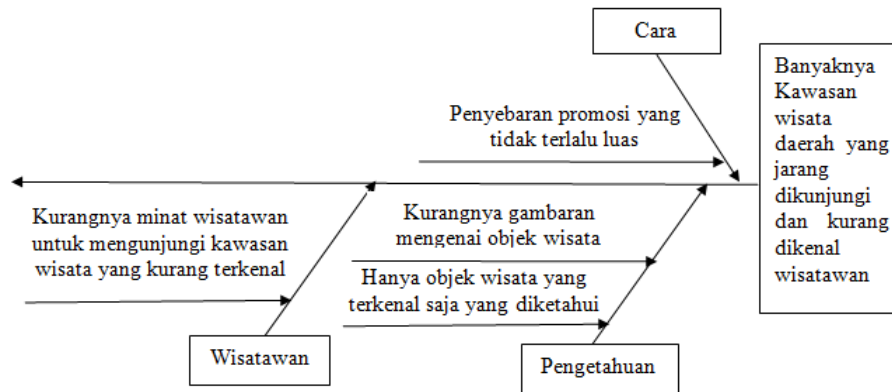 Cara
Banyaknya
Kawasan
wisata
daerah yang
jarang
dikunjungi
dan kurang
dikenal
wisatawan
Penyebaran promosi yang
tidak terlalu luas
Kurangnya minat wisatawan
untuk mengunjungi kawasan
wisata yang kurang terkenal
Kurangnya gambaran
mengenai objek wisata
Hanya objek wisata yang
terkenal saja yang diketahui
Wisatawan
Pengetahuan